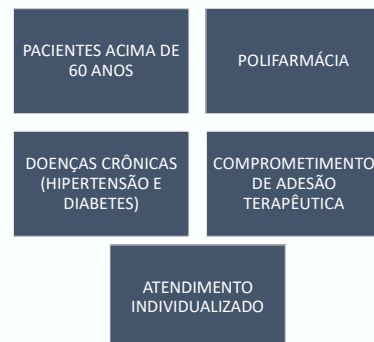 PACIENTES ACIMA DE
60 ANOS
POLIFARMÁCIA
DOENÇAS CRÔNICAS
(HIPERTENSÃO E
DIABETES)
COMPROMETIMENTO
DE ADESÃO
TERAPÊUTICA
ATENDIMENTO
INDIVIDUALIZADO